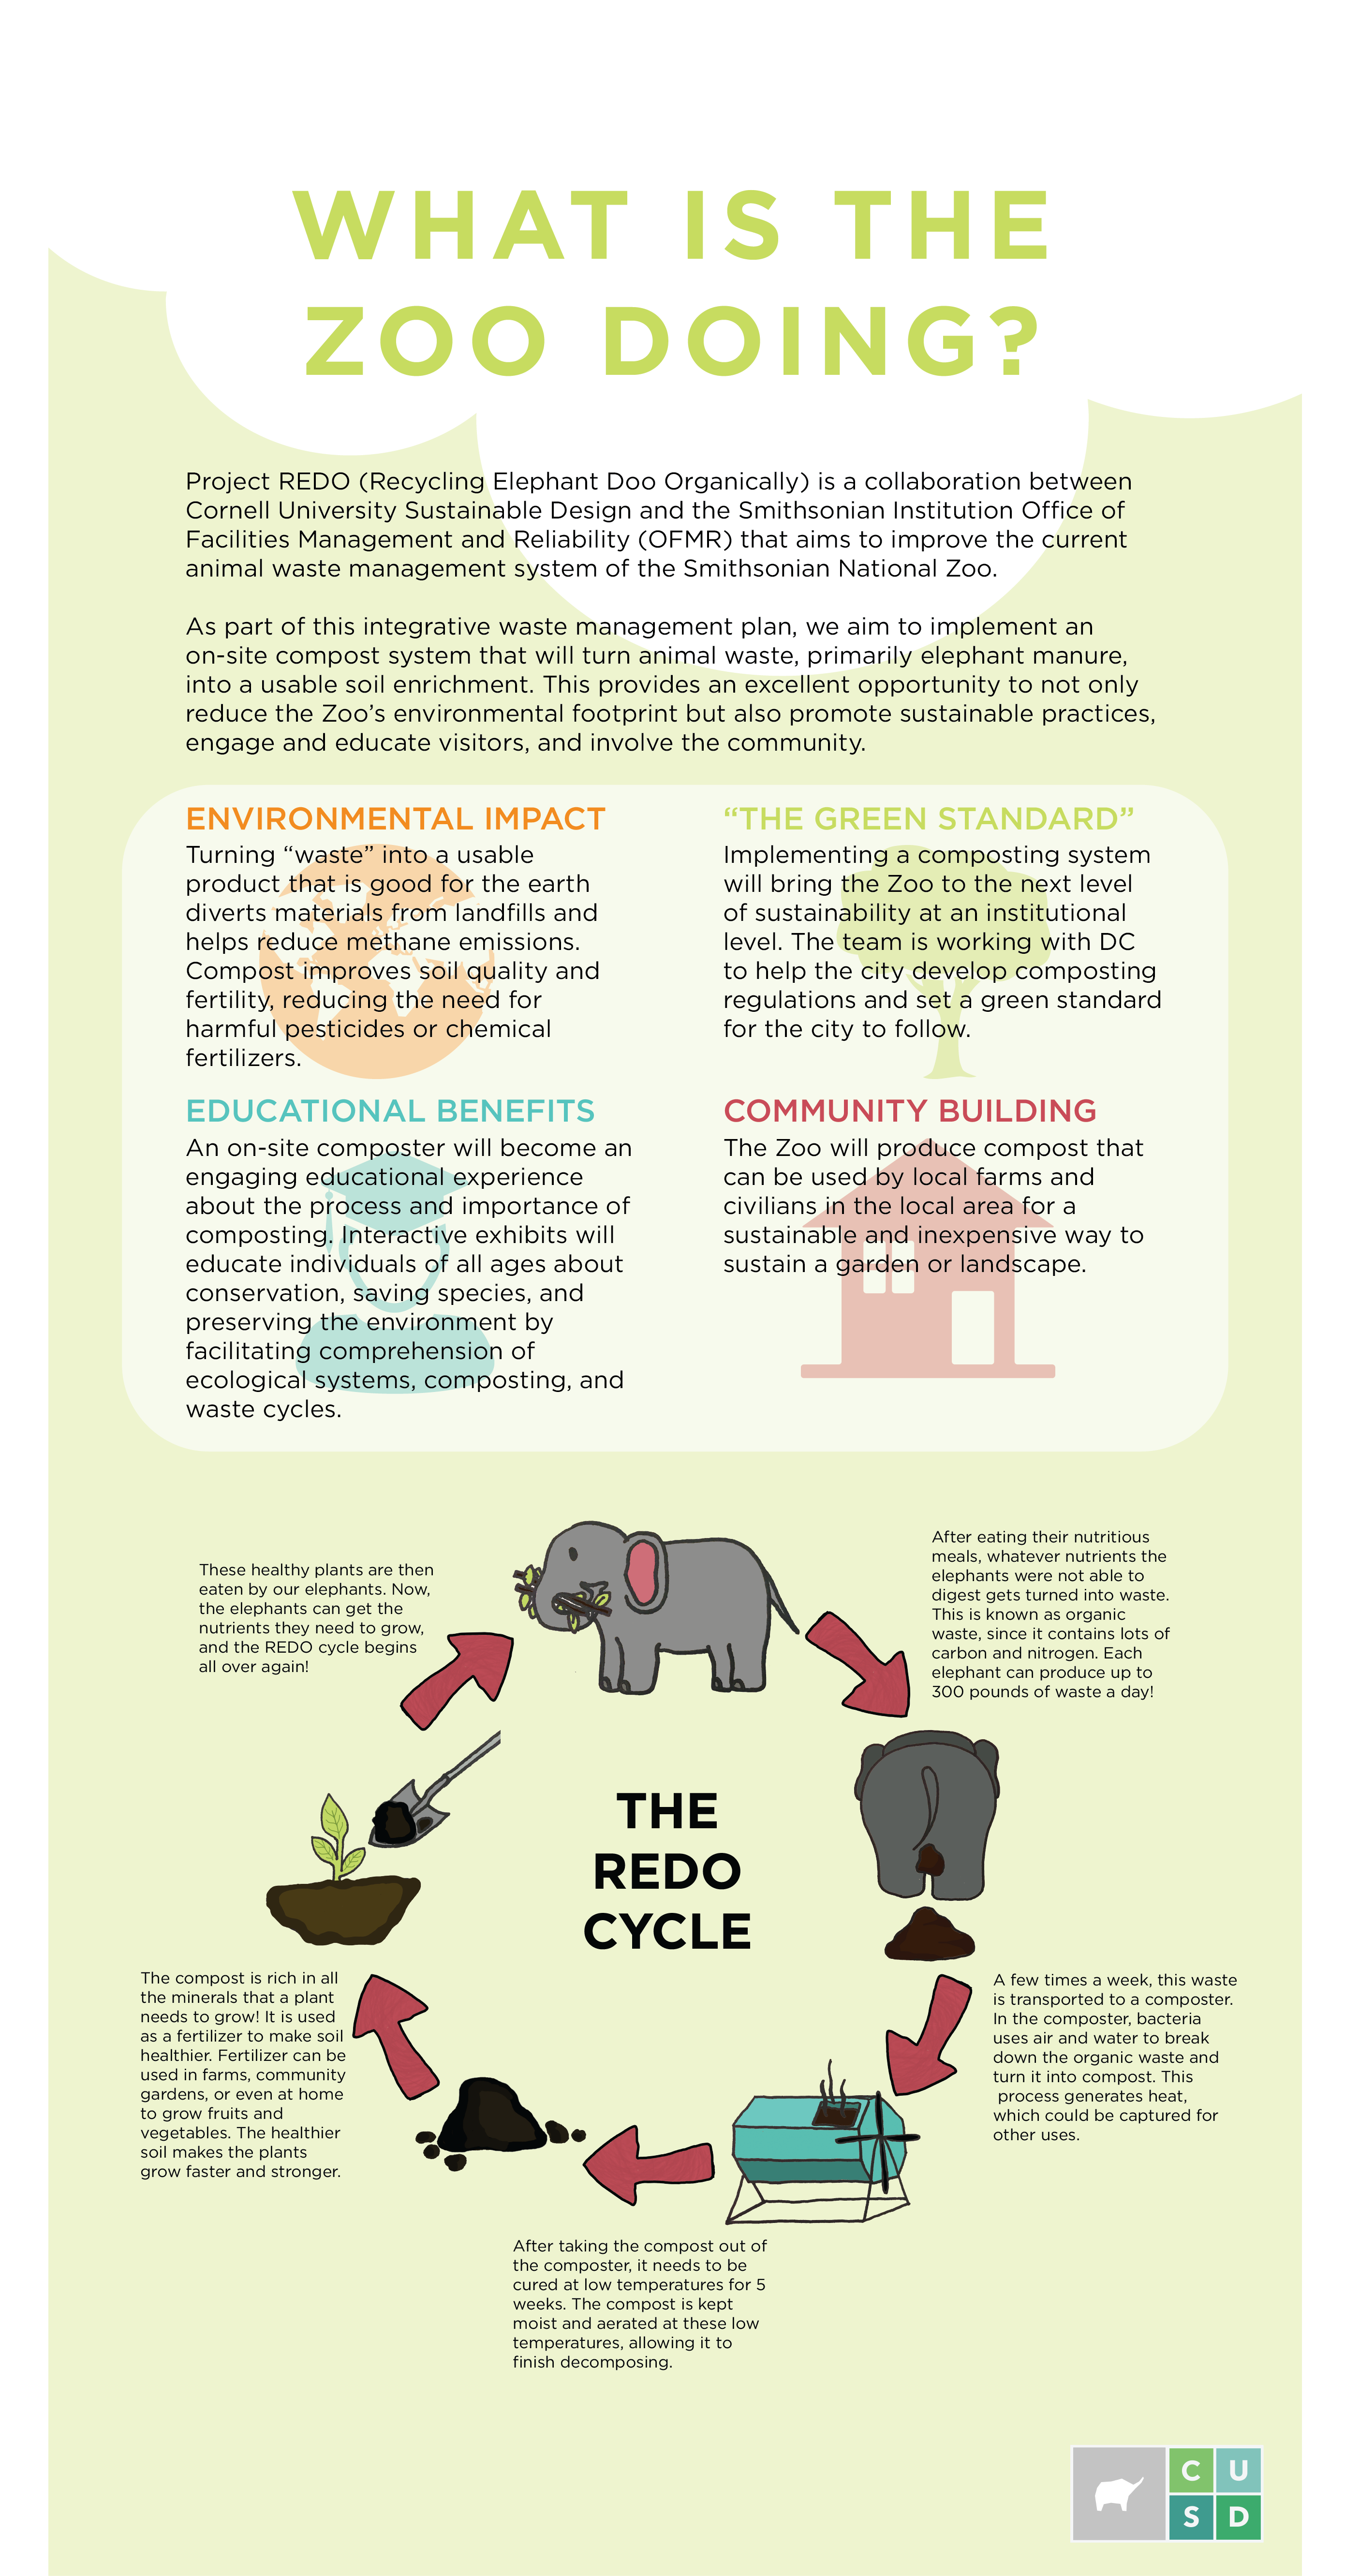 WHAT IS THE
ZOO DOING?
Project REDO (Recycling Elephant Doo Organically) is a collaboration between
Cornell University Sustainable Design and the Smithsonian Institution Office of
Facilities Management and Reliability (OFMR) that aims to improve the current
animal waste management system of the Smithsonian National Zoo.
As part of this integrative waste management plan, we aim to implement an
on-site compost system that will turn animal waste, primarily elephant manure,
into a usable soil enrichment. This provides an excellent opportunity to not only
reduce the Zoo’s environmental footprint but also promote sustainable practices,
engage and educate visitors, and involve the community.
ENVIRONMENTAL IMPACT
Turning “waste” into a usable
product that is good for the earth
diverts materials from landfills and
helps reduce methane emissions.
Compost improves soil quality and
fertility, reducing the need for
harmful pesticides or chemical
fertilizers.
“THE GREEN STANDARD”
Implementing a composting system
will bring the Zoo to the next level
of sustainability at an institutional
level. The team is working with DC
to help the city develop composting
regulations and set a green standard
for the city to follow.
EDUCATIONAL BENEFITS
An on-site composter will become an
engaging educational experience
about the process and importance of
composting. Interactive exhibits will
educate individuals of all ages about
conservation, saving species, and
preserving the environment by
facilitating comprehension of
ecological systems, composting, and
waste cycles.
COMMUNITY BUILDING
The Zoo will produce compost that
can be used by local farms and
civilians in the local area for a
sustainable and inexpensive way to
sustain a garden or landscape.
These healthy plants are then
eaten by our elephants. Now,
the elephants can get the
nutrients they need to grow,
and the REDO cycle begins
all over again!
After eating their nutritious
meals, whatever nutrients the
elephants were not able to
digest gets turned into waste.
This is known as organic
waste, since it contains lots of
carbon and nitrogen. Each
elephant can produce up to
300 pounds of waste a day!
THE
REDO
CYCLE
A few times a week, this waste
is transported to a composter.
In the composter, bacteria
uses air and water to break
down the organic waste and
turn it into compost. This
process generates heat,
which could be captured for
other uses.
The compost is rich in all
the minerals that a plant
needs to grow! It is used
as a fertilizer to make soil
healthier. Fertilizer can be
used in farms, community
gardens, or even at home
to grow fruits and
vegetables. The healthier
soil makes the plants
grow faster and stronger.
After taking the compost out of
the composter, it needs to be
cured at low temperatures for 5
weeks. The compost is kept
moist and aerated at these low
temperatures, allowing it to
finish decomposing.
C U
S D